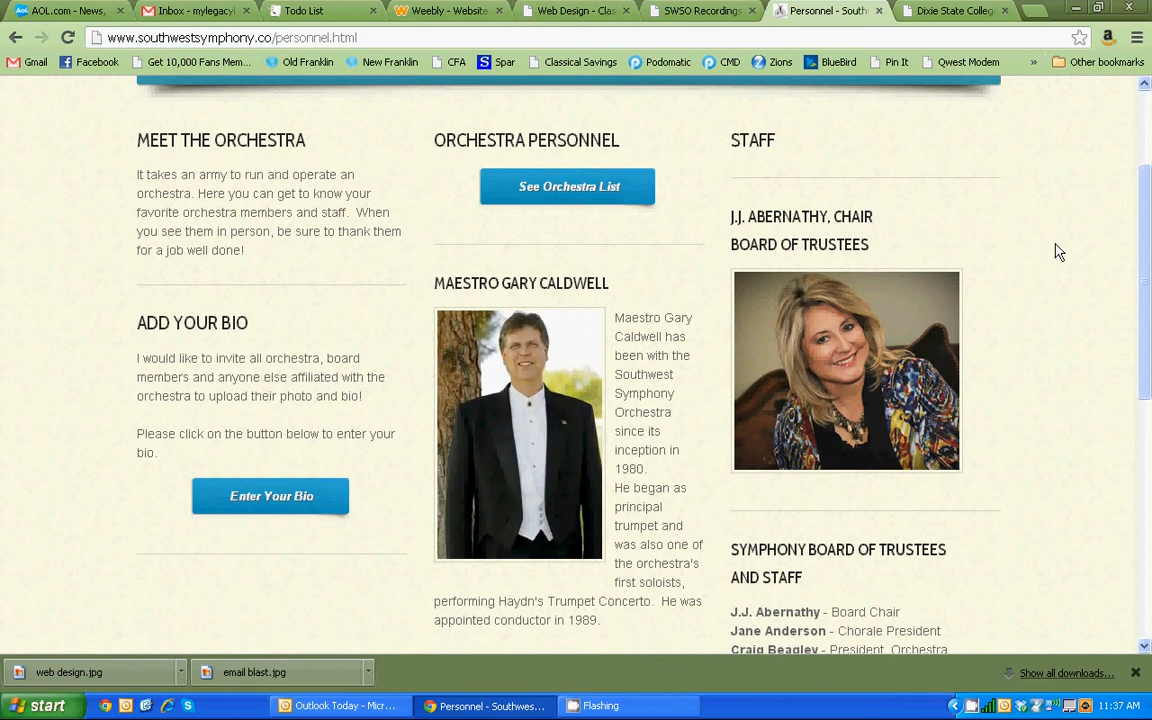 AOL.com - News,
Inbox - mylegacyl
Todo List
Weebly - Website
Web Design - Clas
SWSO Recordings
Personnel - South
Dixie State Colleg
www.southwestsymphony.co/personnel.html
Gmail
Facebook
Get 10,000 Fans Mem...
Old Franklin
New Franklin
CFA
Spar
Classical Savings
Podomatic
CMD
Zions
BlueBird
Pin It
Qwest Modem
»
Other bookmarks
MEET THE ORCHESTRA
It takes an army to run and operate an
orchestra. Here you can get to know your
favorite orchestra members and staff.  When
you see them in person, be sure to thank them
for a job well done!
ADD YOUR BIO
I would like to invite all orchestra, board
members and anyone else affiliated with the
orchestra to upload their photo and bio!
Please click on the button below to enter your
bio.
Enter Your Bio
ORCHESTRA PERSONNEL
See Orchestra List
MAESTRO GARY CALDWELL
Maestro Gary
Caldwell has
been with the
Southwest
Symphony
Orchestra
since its
inception in
1980.
He began as
principal
trumpet and
was also one of
the orchestra's
first soloists,
performing Haydn's Trumpet Concerto.  He was
appointed conductor in 1989.
STAFF
J.J. ABERNATHY, CHAIR
BOARD OF TRUSTEES
SYMPHONY BOARD OF TRUSTEES
AND STAFF
J.J. Abernathy - Board Chair
Jane Anderson - Chorale President
Craig Beagley - President, Orchestra
web design.jpg
email blast.jpg
Show all downloads...
start
Outlook Today - Micr...
Personnel - Southwes...
Flashing
11:37 AM